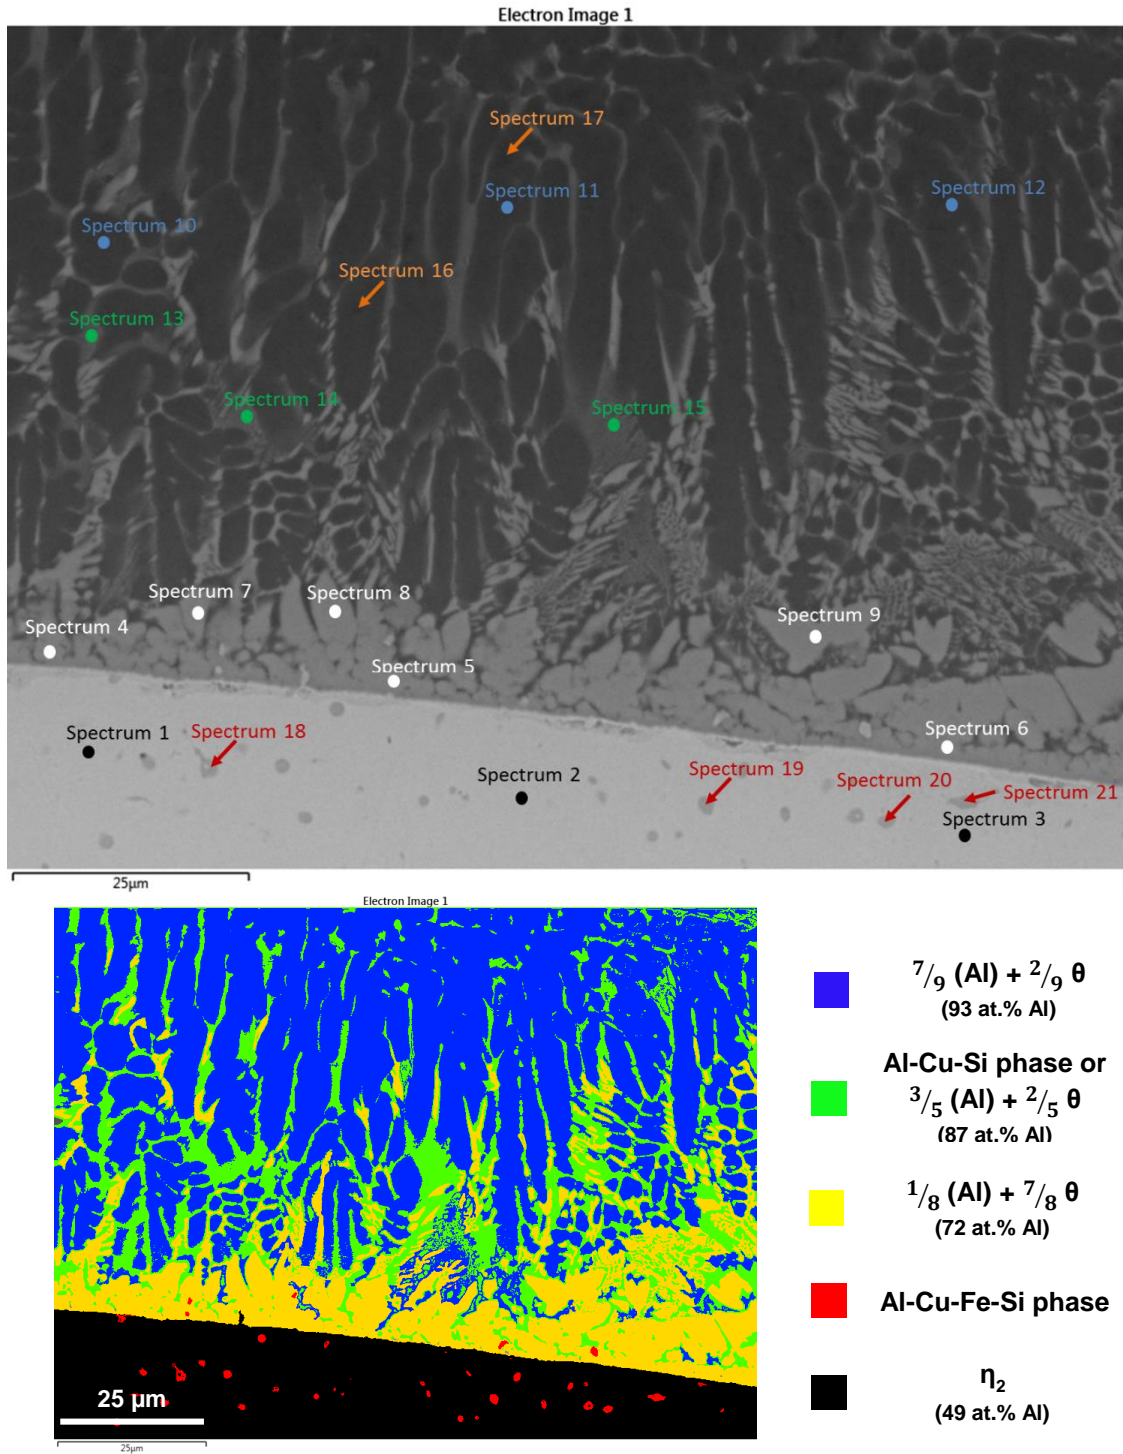 Electron Image 1
Spectrum 17
Spectrum 11
Spectrum 12
Spectrum 10
Spectrum 16
Spectrum 13
Spectrum 14
Spectrum 15
Spectrum 7
Spectrum 8
Spectrum 9
Spectrum 4
Spectrum 5
Spectrum 6
Spectrum 1
Spectrum 18
Spectrum 2
Spectrum 19
Spectrum 20
Spectrum 21
Spectrum 3
25µm
Electron Image 1
7/9 (Al) + 2/9 θ
(93 at.% Al)
Al-Cu-Si phase or
3/5 (Al) + 2/5 θ
(87 at.% Al)
1/8 (Al) + 7/8 θ
(72 at.% Al)
Al-Cu-Fe-Si phase
η2
(49 at.% Al)
25 µm
25µm